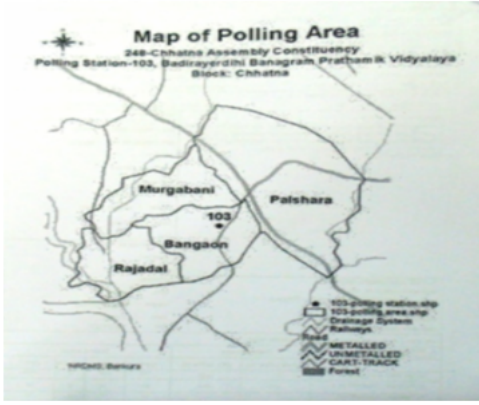 Map of Polling Area
248-Chhatna Assembly Constituency
Polling Station-103, Badirayerdihi Banagram Prathamik Vidyalaya
Block: Chhatna
Murgabani
Palshara
103
Bangaon
Rajadal
103-polling station.shp
103-polling area.shp
Drainage System
Railways
Road
METALLED
UNMETALLED
CART-TRACK
Forest
NRDMS, Bankura